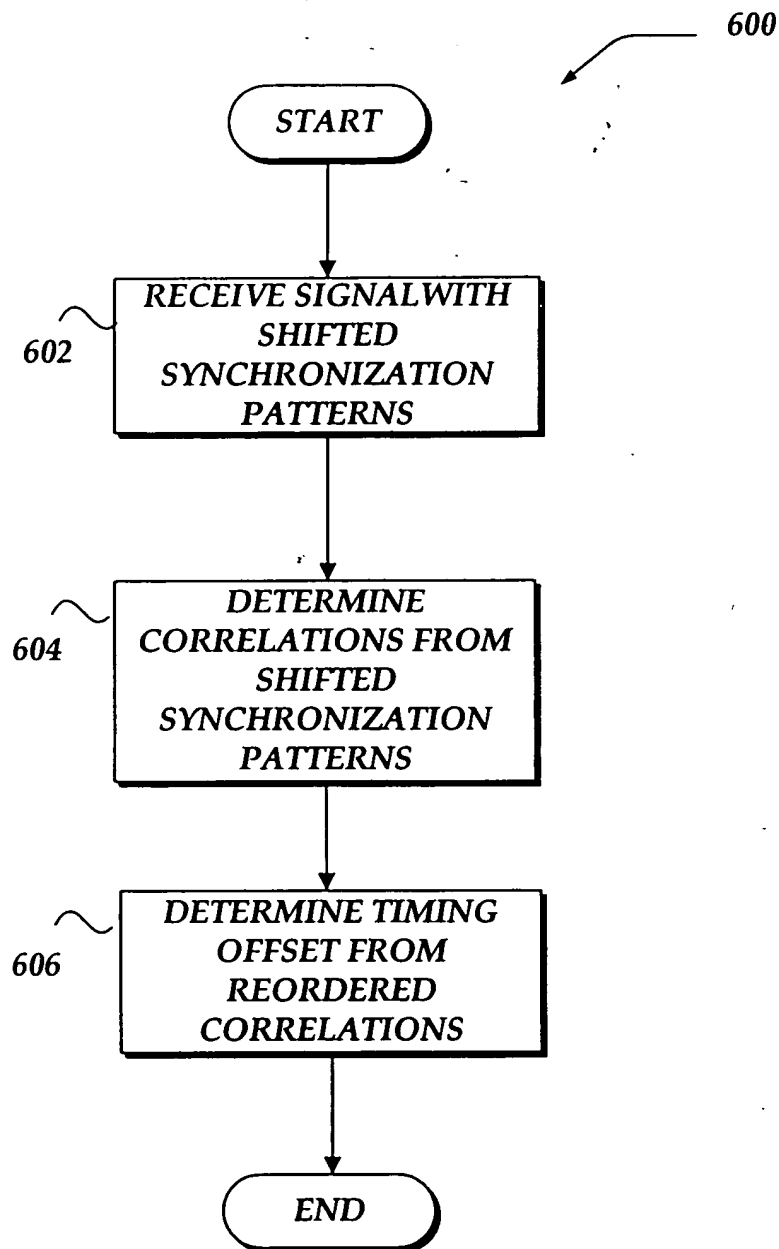 600
START
RECEIVE SIGNALWITH
SHIFTED
SYNCHRONIZATION
PATTERNS
602
DETERMINE
CORRELATIONS FROM
SHIFTED
SYNCHRONIZATION
PATTERNS
604
DETERMINE TIMING
OFFSET FROM
REORDERED
CORRELATIONS
606
END